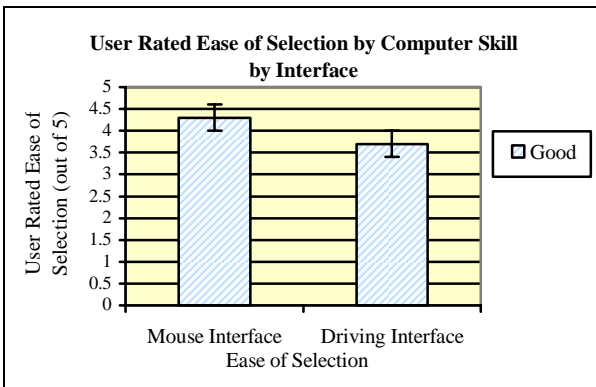 User Rated Ease of Selection by Computer Skill
by Interface
User Rated Ease of
Selection (out of 5)
5
4.5
4
3.5
3
2.5
2
1.5
1
0.5
0
Mouse Interface
Driving Interface
Ease of Selection
Good